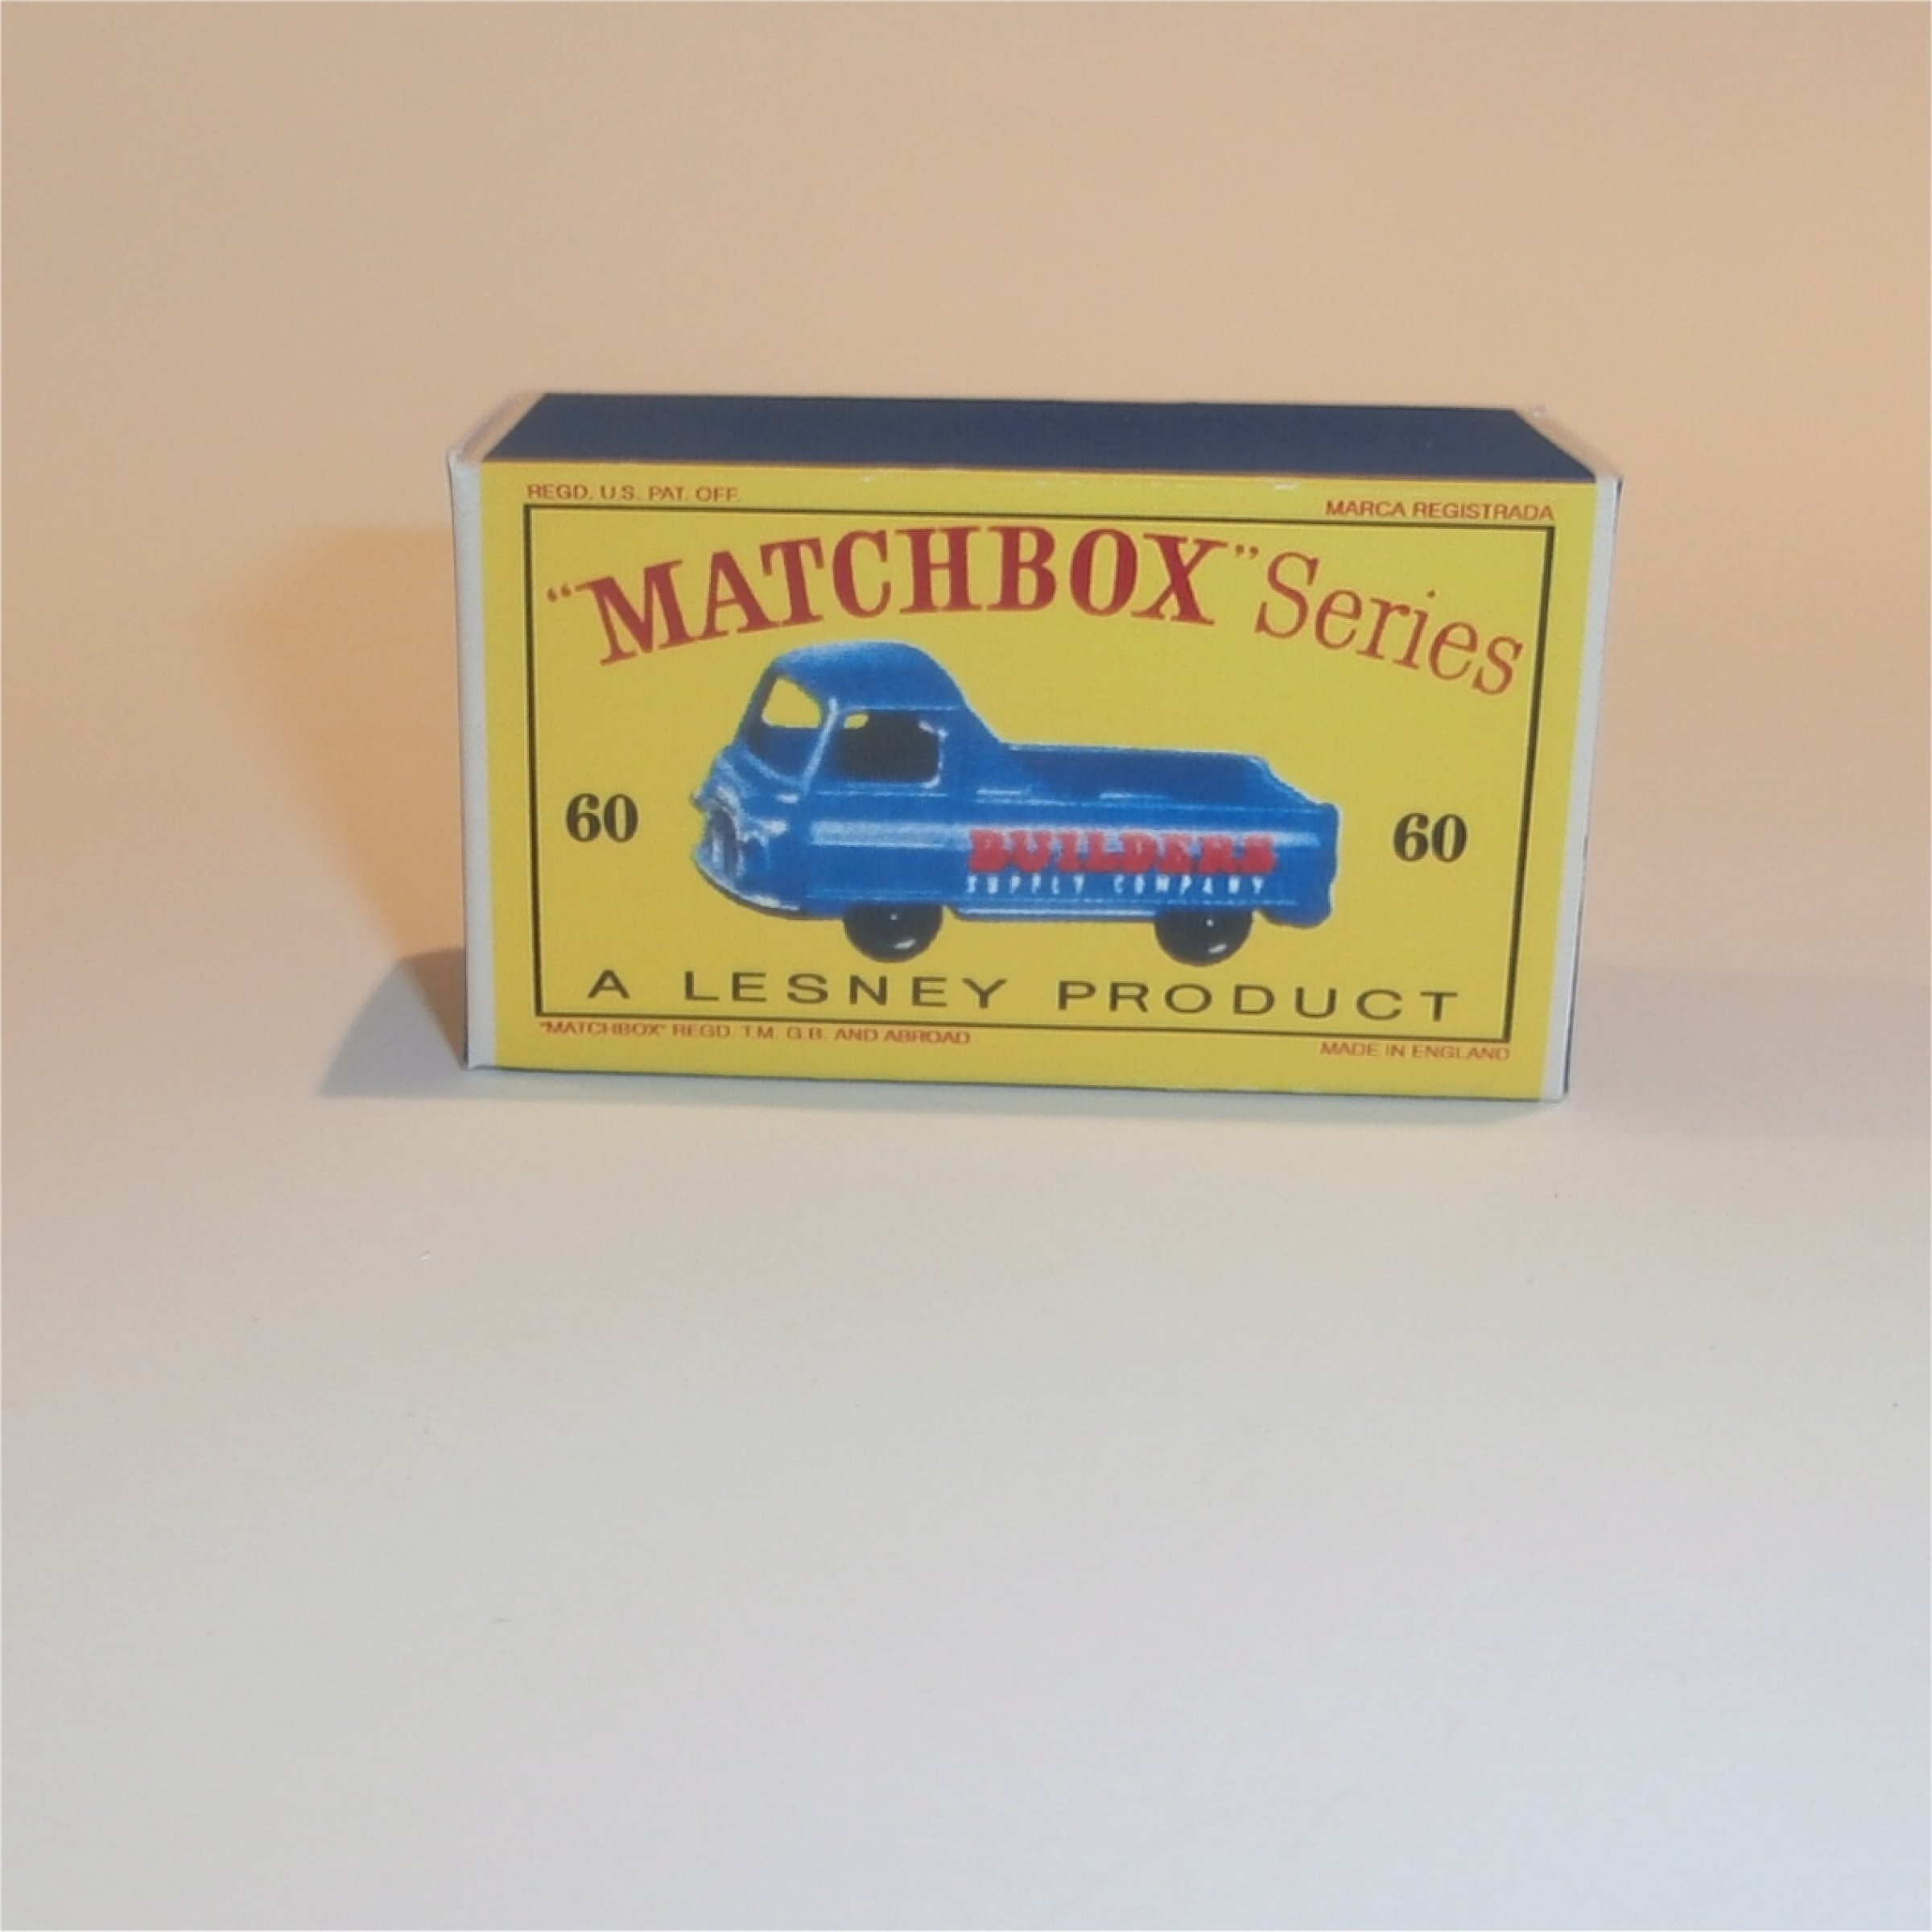 REGD. U.S. PAT. OFF.
MARCA REGISTRADA
“MATCHBOX” Series
60
60
BUILDERS
SUPPLY COMPANY
A LESNEY PRODUCT
"MATCHBOX" REGD. T.M. G.B. AND ABROAD
MADE IN ENGLAND